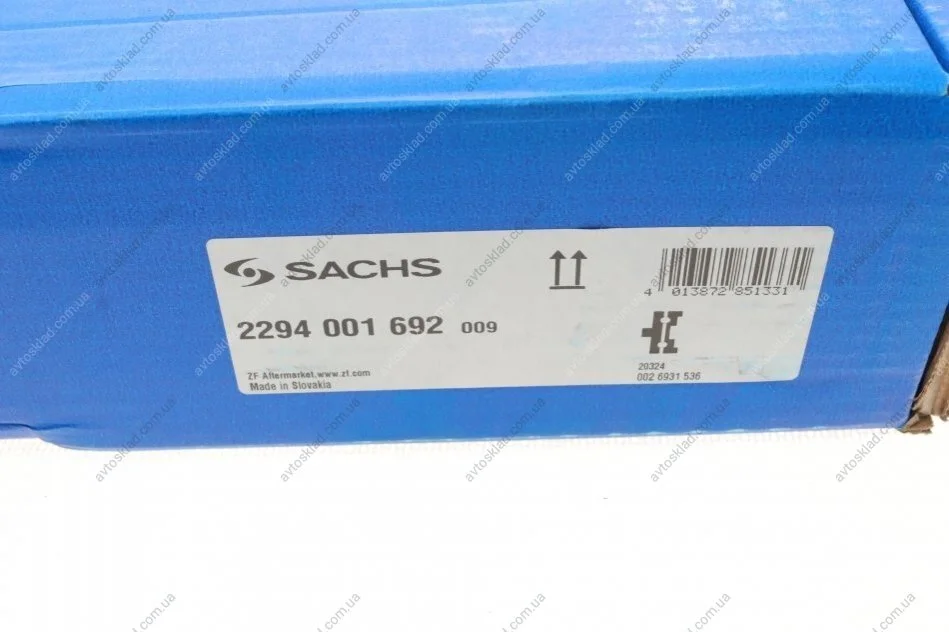 SACHS
4 013872 851331
2294 001 692 009
20324
002 6931 536
ZF Aftermarket,www.zf.com
Made in Slovakia
avtosklad.com.ua